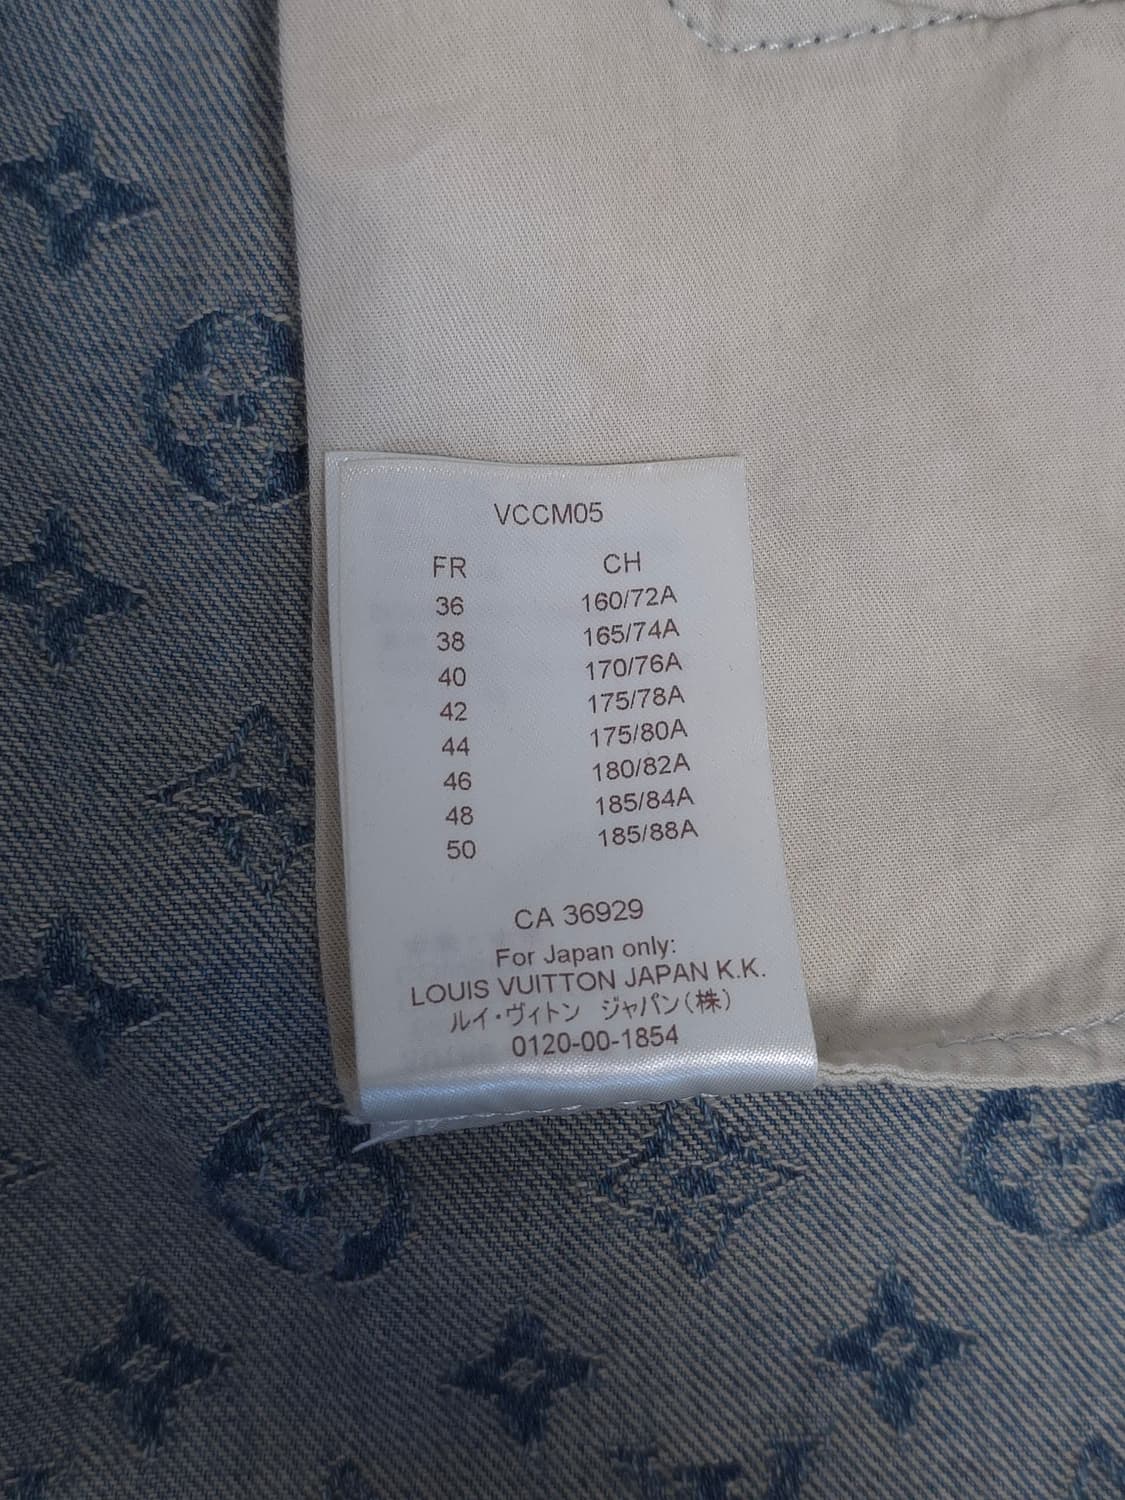 VCCM05
FR CH
36 160/72A
38 165/74A
40 170/76A
42 175/78A
44 175/80A
46 180/82A
48 185/84A
50 185/88A
CA 36929
For Japan only:
LOUIS VUITTON JAPAN K.K.
ルイ・ヴィトン ジャパン(株)
0120-00-1854